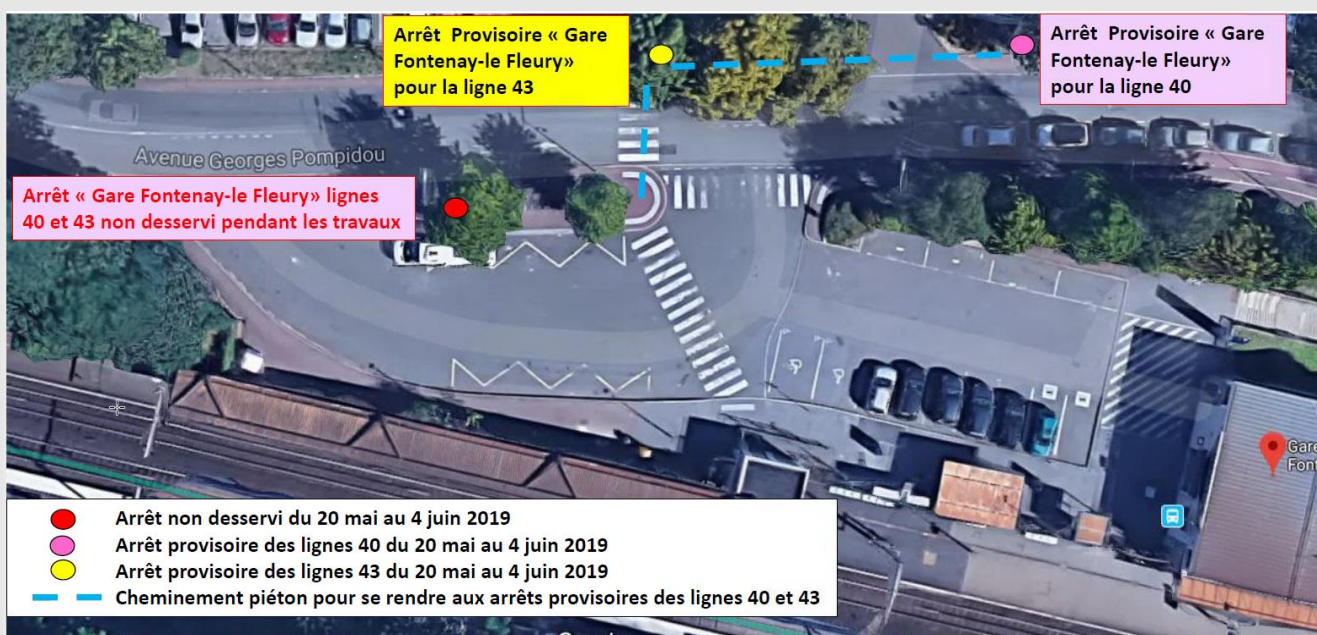 Arrêt Provisoire « Gare
Fontenay-le Fleury»
pour la ligne 43
Arrêt Provisoire « Gare
Fontenay-le Fleury»
pour la ligne 40
Avenue Georges Pompidou
Arrêt « Gare Fontenay-le Fleury» lignes
40 et 43 non desservi pendant les travaux
Gare
Font
Arrêt non desservi du 20 mai au 4 juin 2019
Arrêt provisoire des lignes 40 du 20 mai au 4 juin 2019
Arrêt provisoire des lignes 43 du 20 mai au 4 juin 2019
Cheminement piéton pour se rendre aux arrêts provisoires des lignes 40 et 43